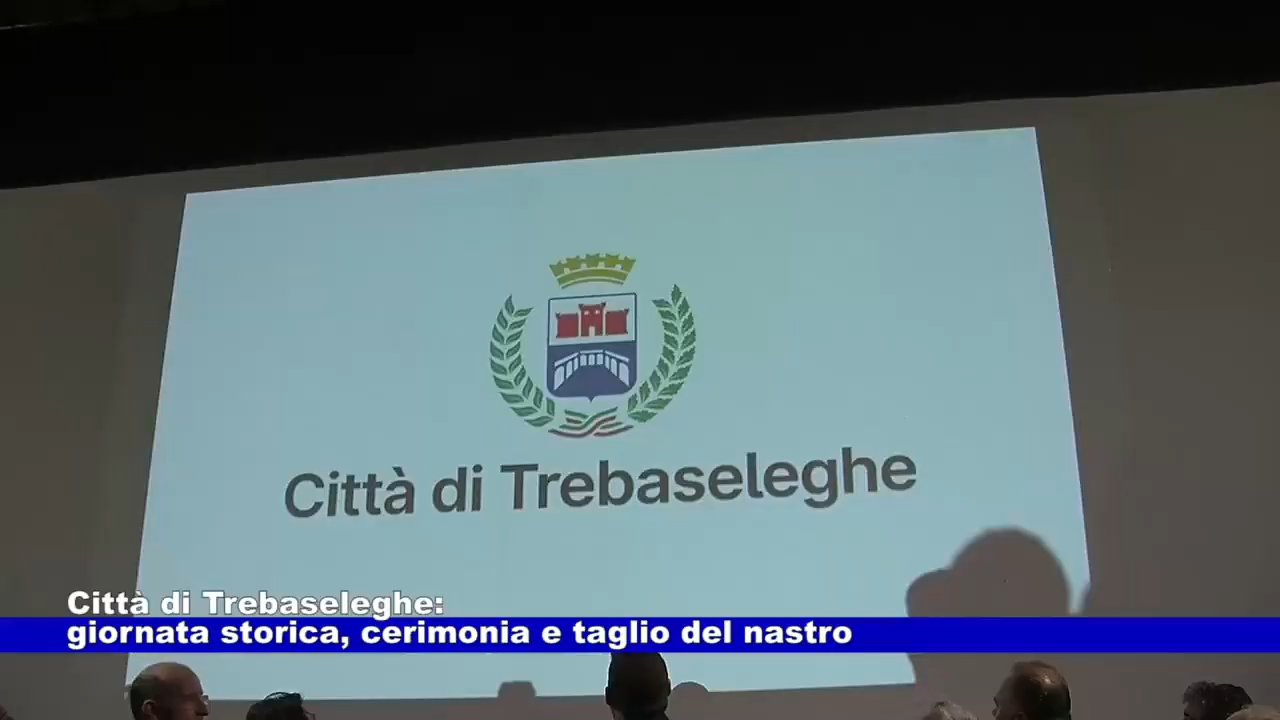 Città di Trebaseleghe
Città di Trebaseleghe:
giornata storica, cerimonia e taglio del nastro